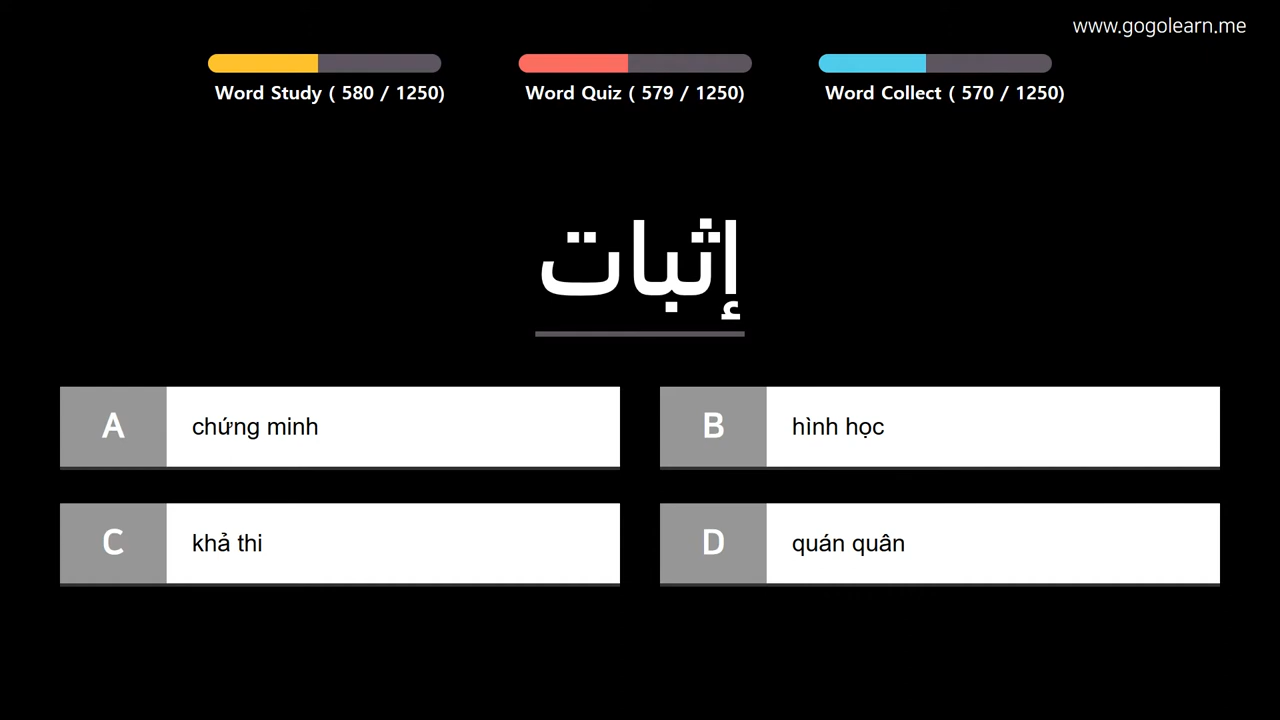 www.gogolearn.me
Word Study ( 580 / 1250)
Word Quiz ( 579 / 1250)
Word Collect ( 570 / 1250)
إثبات
A chứng minh
B hình học
C khả thi
D quán quân